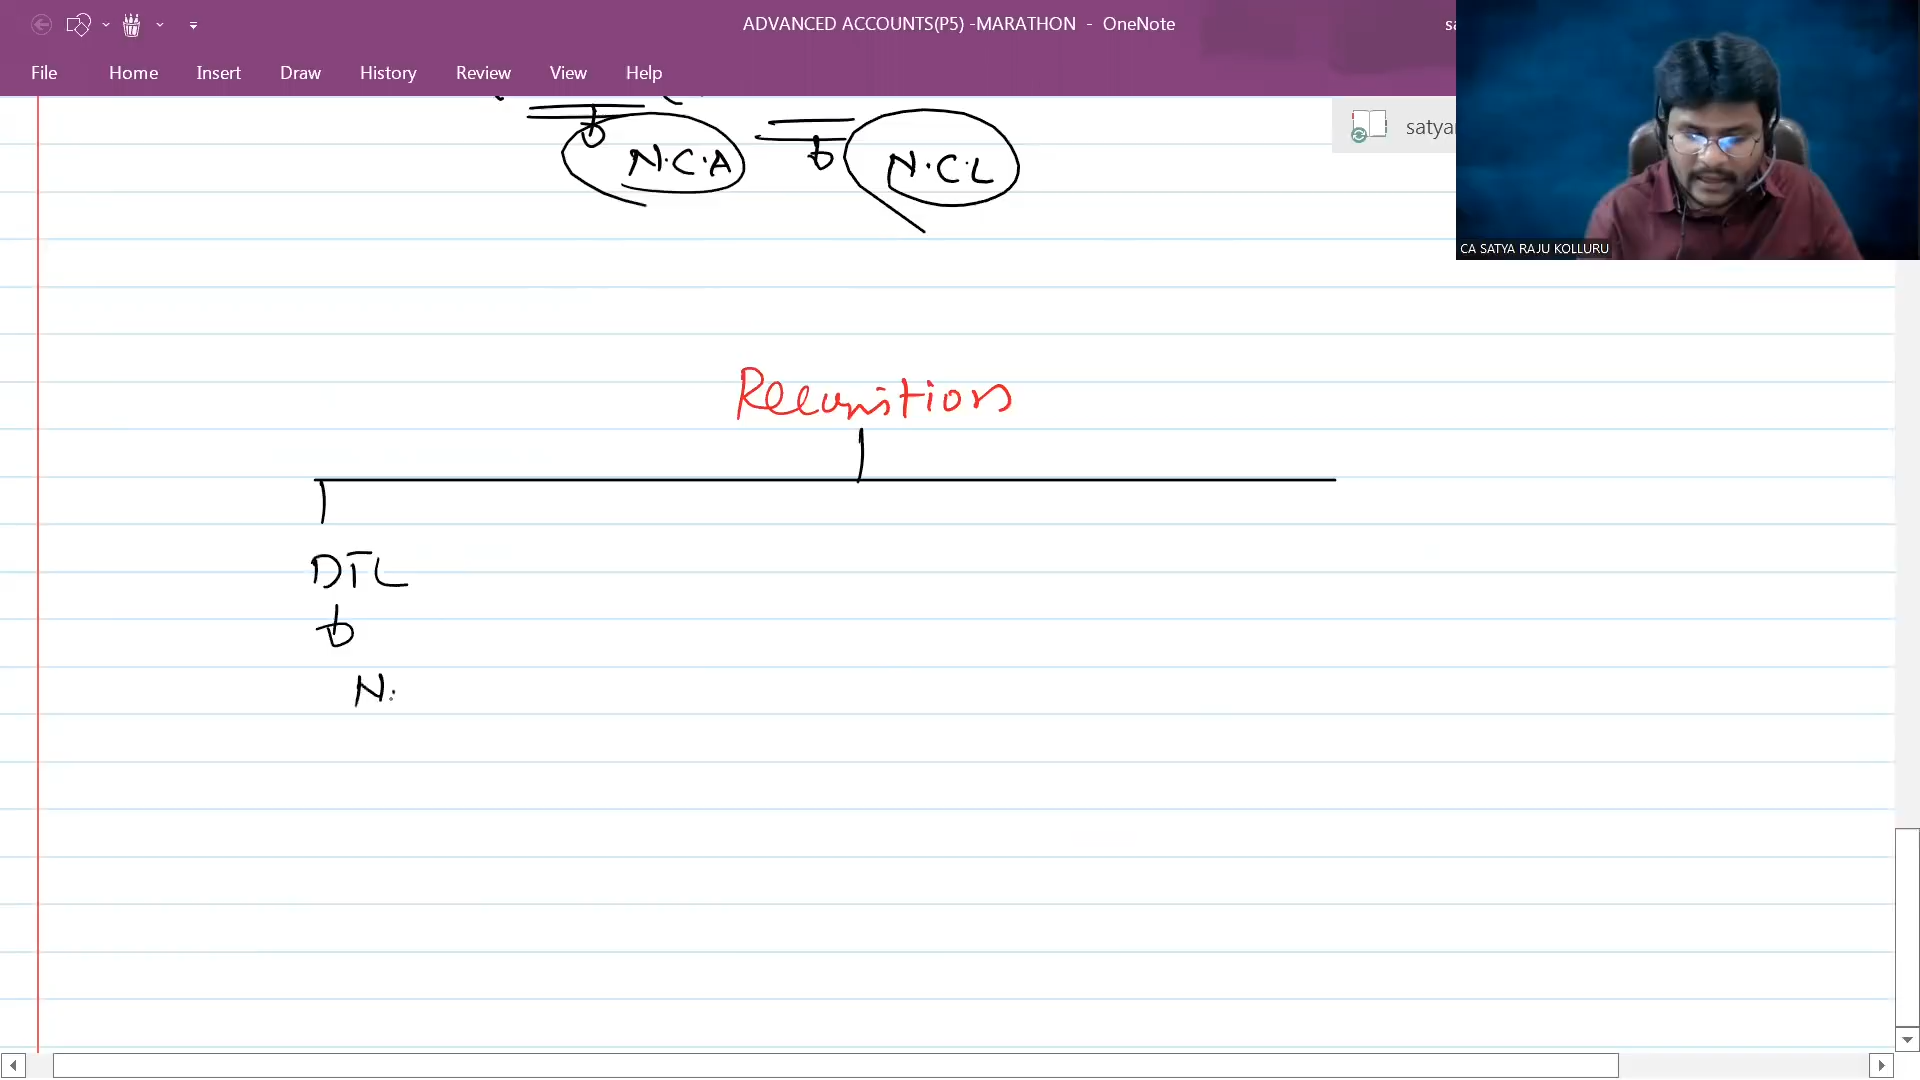 ADVANCED ACCOUNTS(P5) -MARATHON - OneNote
sa
File Home Insert Draw History Review View Help
satya
CA SATYA RAJU KOLLURU
N.C.A N.C.L
Recognition
DTL
N.